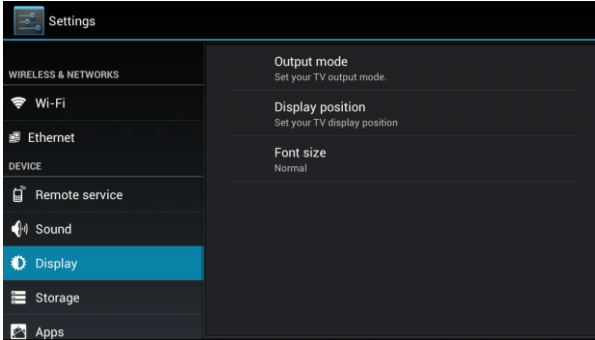 Settings
WIRELESS & NETWORKS
Wi-Fi
Ethernet
DEVICE
Remote service
Sound
Display
Storage
Apps
Output mode
Set your TV output mode.
Display position
Set your TV display position
Font size
Normal